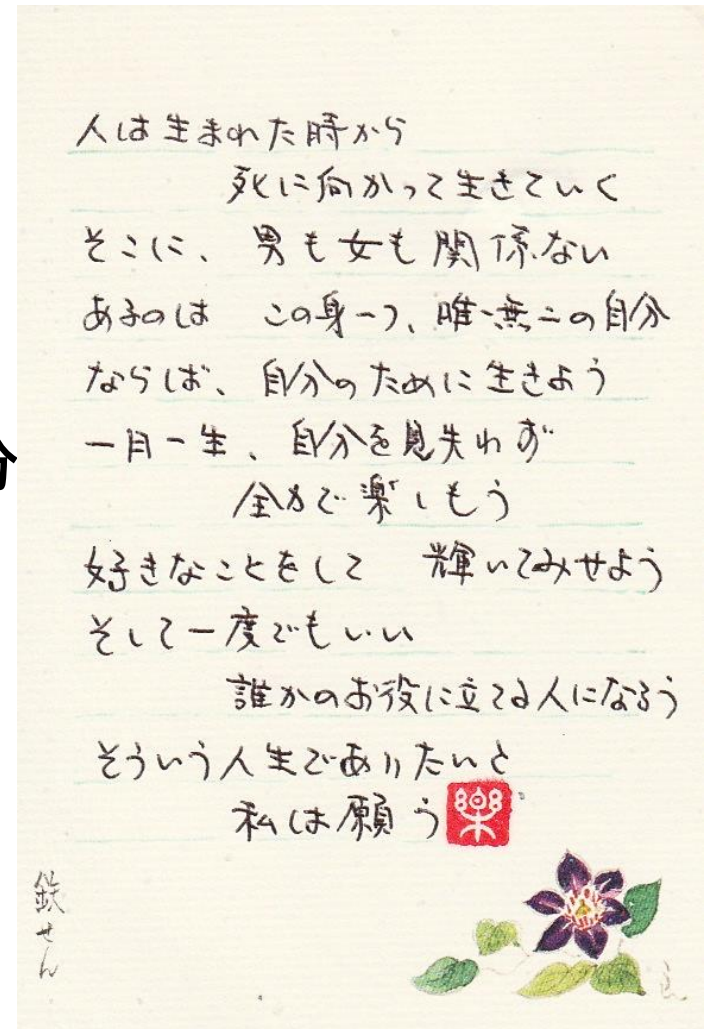 人は生まれた時から
死に向かって生きていく
そこに、男も女も関係ない
あるのは この身一つ、唯一無二の自分
ならば、自分のために生きよう
一日一生、自分を見失わず
全力で楽しもう
好きなことをして 輝いてみせよう
そして一度でもいい
誰かのお役に立てる人になろう
そういう人生でありたいと
私は願う
楽
鉄せん
分